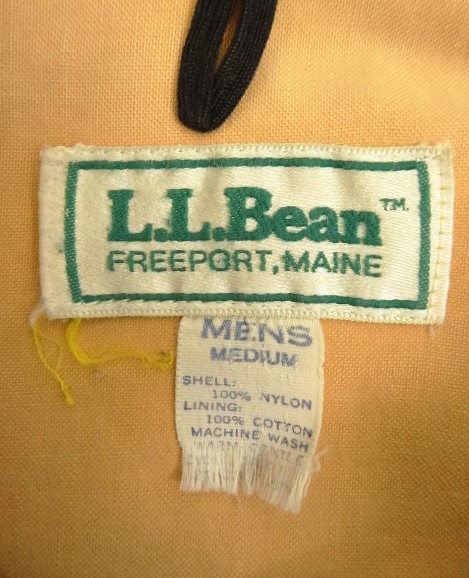 L.L.Bean TM.
FREEPORT, MAINE
MENS
MEDIUM
SHELL:
100% NYLON
LINING:
100% COTTON
MACHINE WASH